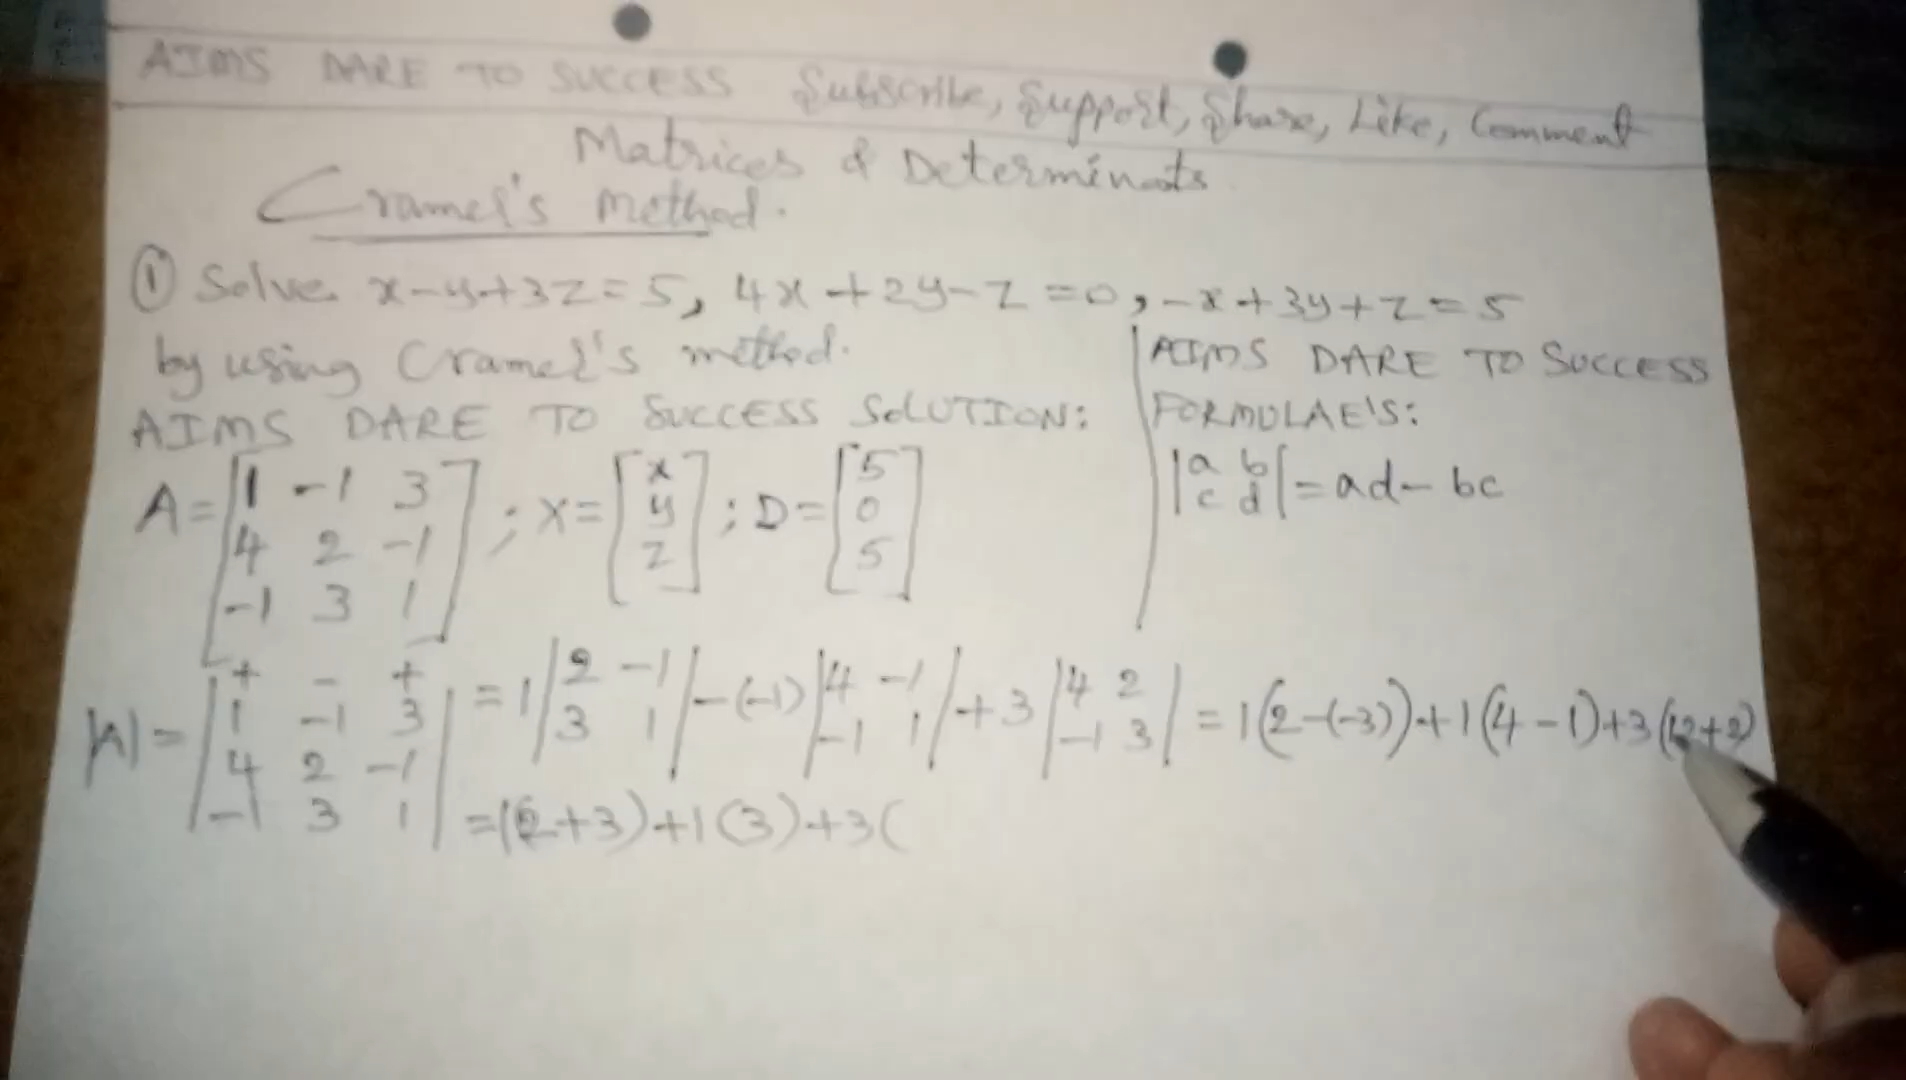 AIMS DARE TO SUCCESS Subscribe, Support, Share, Like, Comment
Matrices & Determinats.
Cramel's method.
① Solve x-y+3z=5, 4x+2y-z=0, -x+3y+z=5
by using Cramel's method.
AIMS DARE TO SUCCESS SOLUTION:
AIMS DARE TO SUCCESS
FORMULAE'S:
|a b| = ad - bc
|c d|
A = [1 -1 3] ; X = [x] ; D = [5]
[4 2 -1] [y] [0]
[-1 3 1] [z] [5]
+ - +
|A| = |1 -1 3| = 1|2 -1| -(-1)|4 -1| + 3|4 2| = 1(2-(-3))+1(4-1)+3(12+2)
|4 2 -1| |3 1| |-1 1| |-1 3|
|-1 3 1| =1(2+3)+1(3)+3(